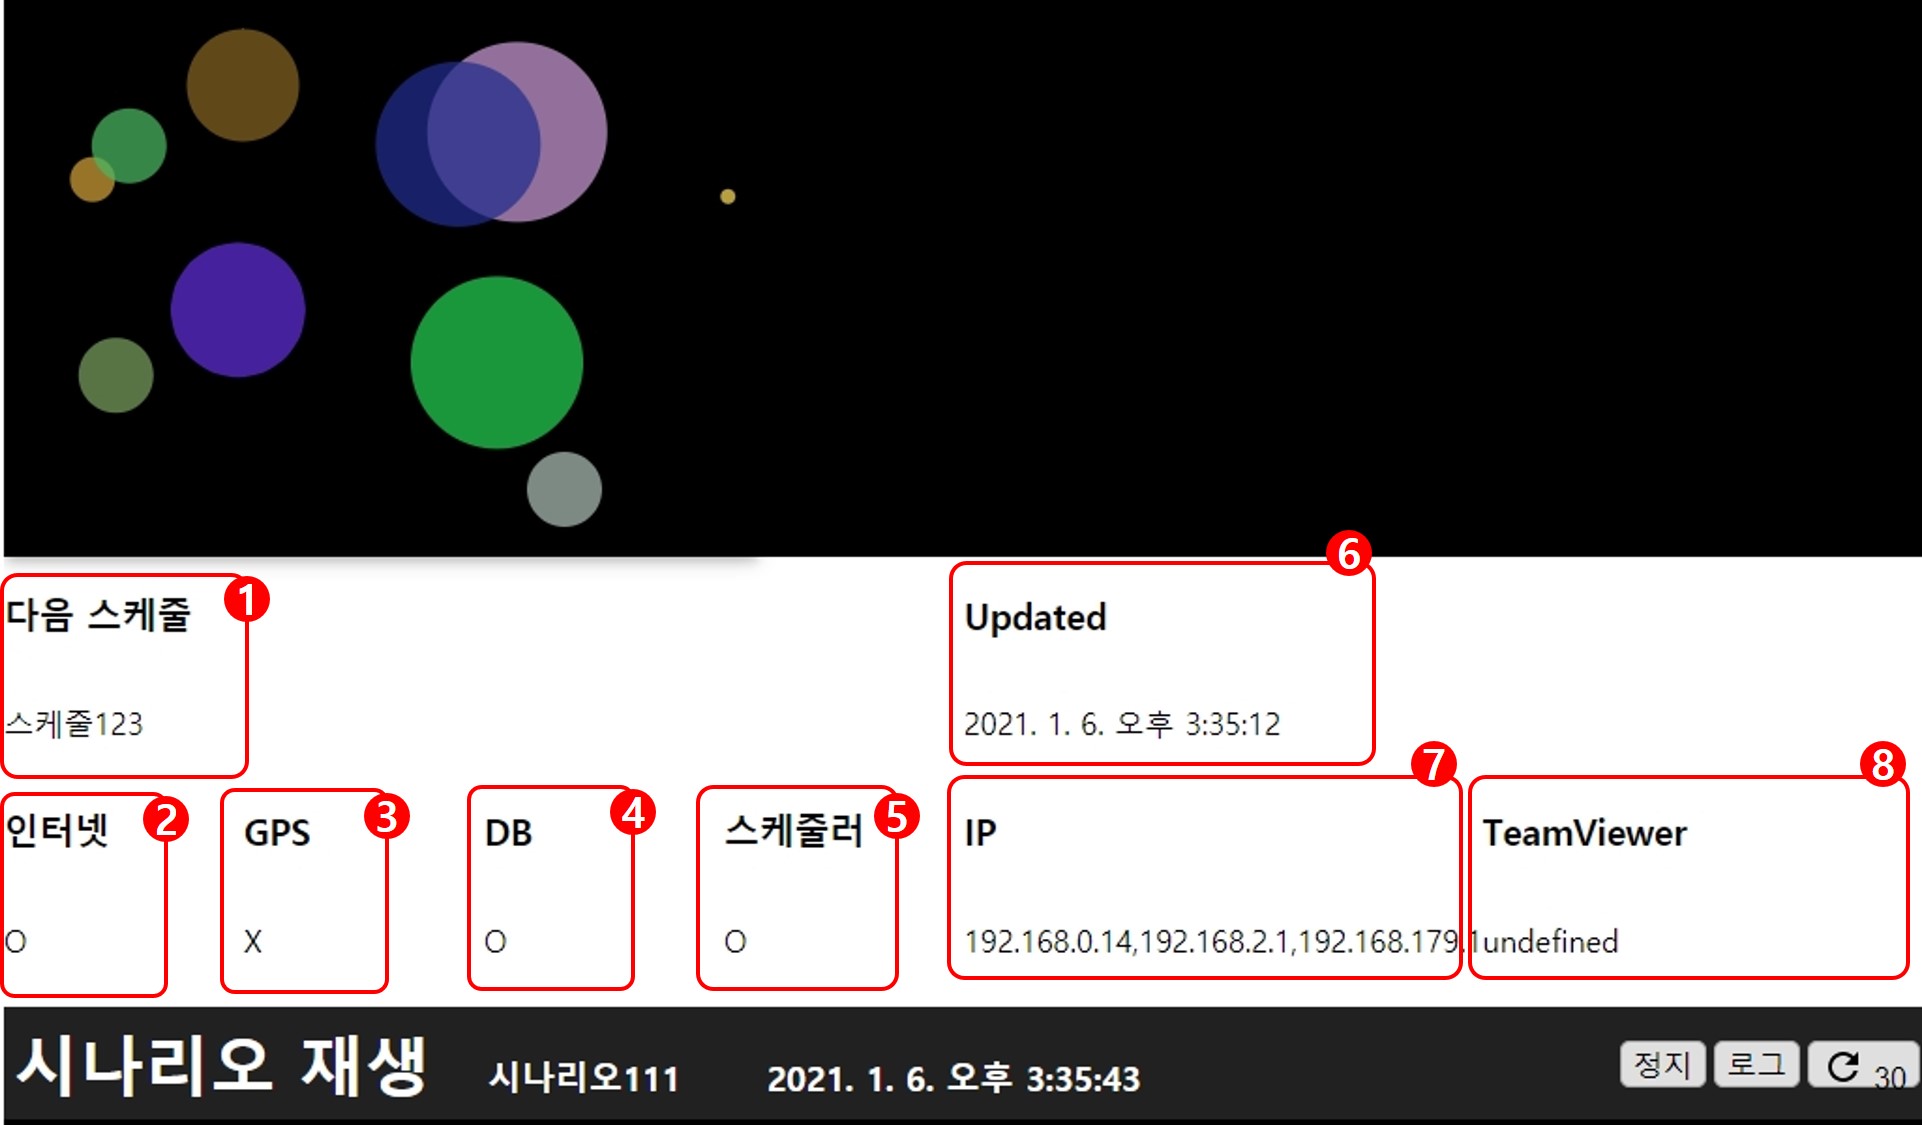 6
1
다음 스케줄
Updated
스케줄123
2021. 1. 6. 오후 3:35:12
7
8
2
3
4
5
인터넷
GPS
DB
스케줄러
IP
TeamViewer
O
X
O
O
192.168.0.14,192.168.2.1,192.168.179.1
undefined
시나리오 재생
시나리오111
2021. 1. 6. 오후 3:35:43
정지
로그
30